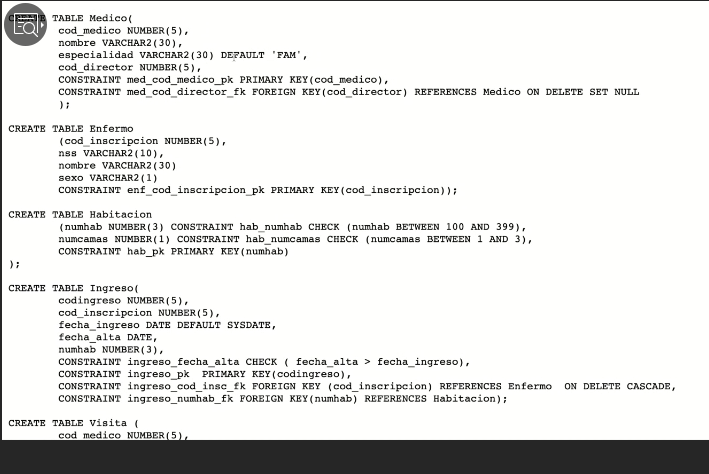 TABLE Medico(
cod_medico NUMBER(5),
nombre VARCHAR2(30),
especialidad VARCHAR2(30) DEFAULT 'FAM',
cod_director NUMBER(5),
CONSTRAINT med_cod_medico_pk PRIMARY KEY(cod_medico),
CONSTRAINT med_cod_director_fk FOREIGN KEY(cod_director) REFERENCES Medico ON DELETE SET NULL
);
CREATE TABLE Enfermo
(cod_inscripcion NUMBER(5),
nss VARCHAR2(10),
nombre VARCHAR2(30)
sexo VARCHAR2(1)
CONSTRAINT enf_cod_inscripcion_pk PRIMARY KEY(cod_inscripcion));
CREATE TABLE Habitacion
(numhab NUMBER(3) CONSTRAINT hab_numhab CHECK (numhab BETWEEN 100 AND 399),
numcamas NUMBER(1) CONSTRAINT hab_numcamas CHECK (numcamas BETWEEN 1 AND 3),
CONSTRAINT hab_pk PRIMARY KEY(numhab)
);
CREATE TABLE Ingreso(
codingreso NUMBER(5),
cod_inscripcion NUMBER(5),
fecha_ingreso DATE DEFAULT SYSDATE,
fecha_alta DATE,
numhab NUMBER(3),
CONSTRAINT ingreso_fecha_alta CHECK ( fecha_alta > fecha_ingreso),
CONSTRAINT ingreso_pk  PRIMARY KEY(codingreso),
CONSTRAINT ingreso_cod_insc_fk FOREIGN KEY (cod_inscripcion) REFERENCES Enfermo  ON DELETE CASCADE,
CONSTRAINT ingreso_numhab_fk FOREIGN KEY(numhab) REFERENCES Habitacion);
CREATE TABLE Visita (
cod_medico NUMBER(5),